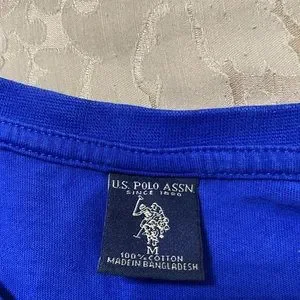 U.S. POLO ASSN.
SINCE 1890
M
100% COTTON
MADE IN BANGLADESH